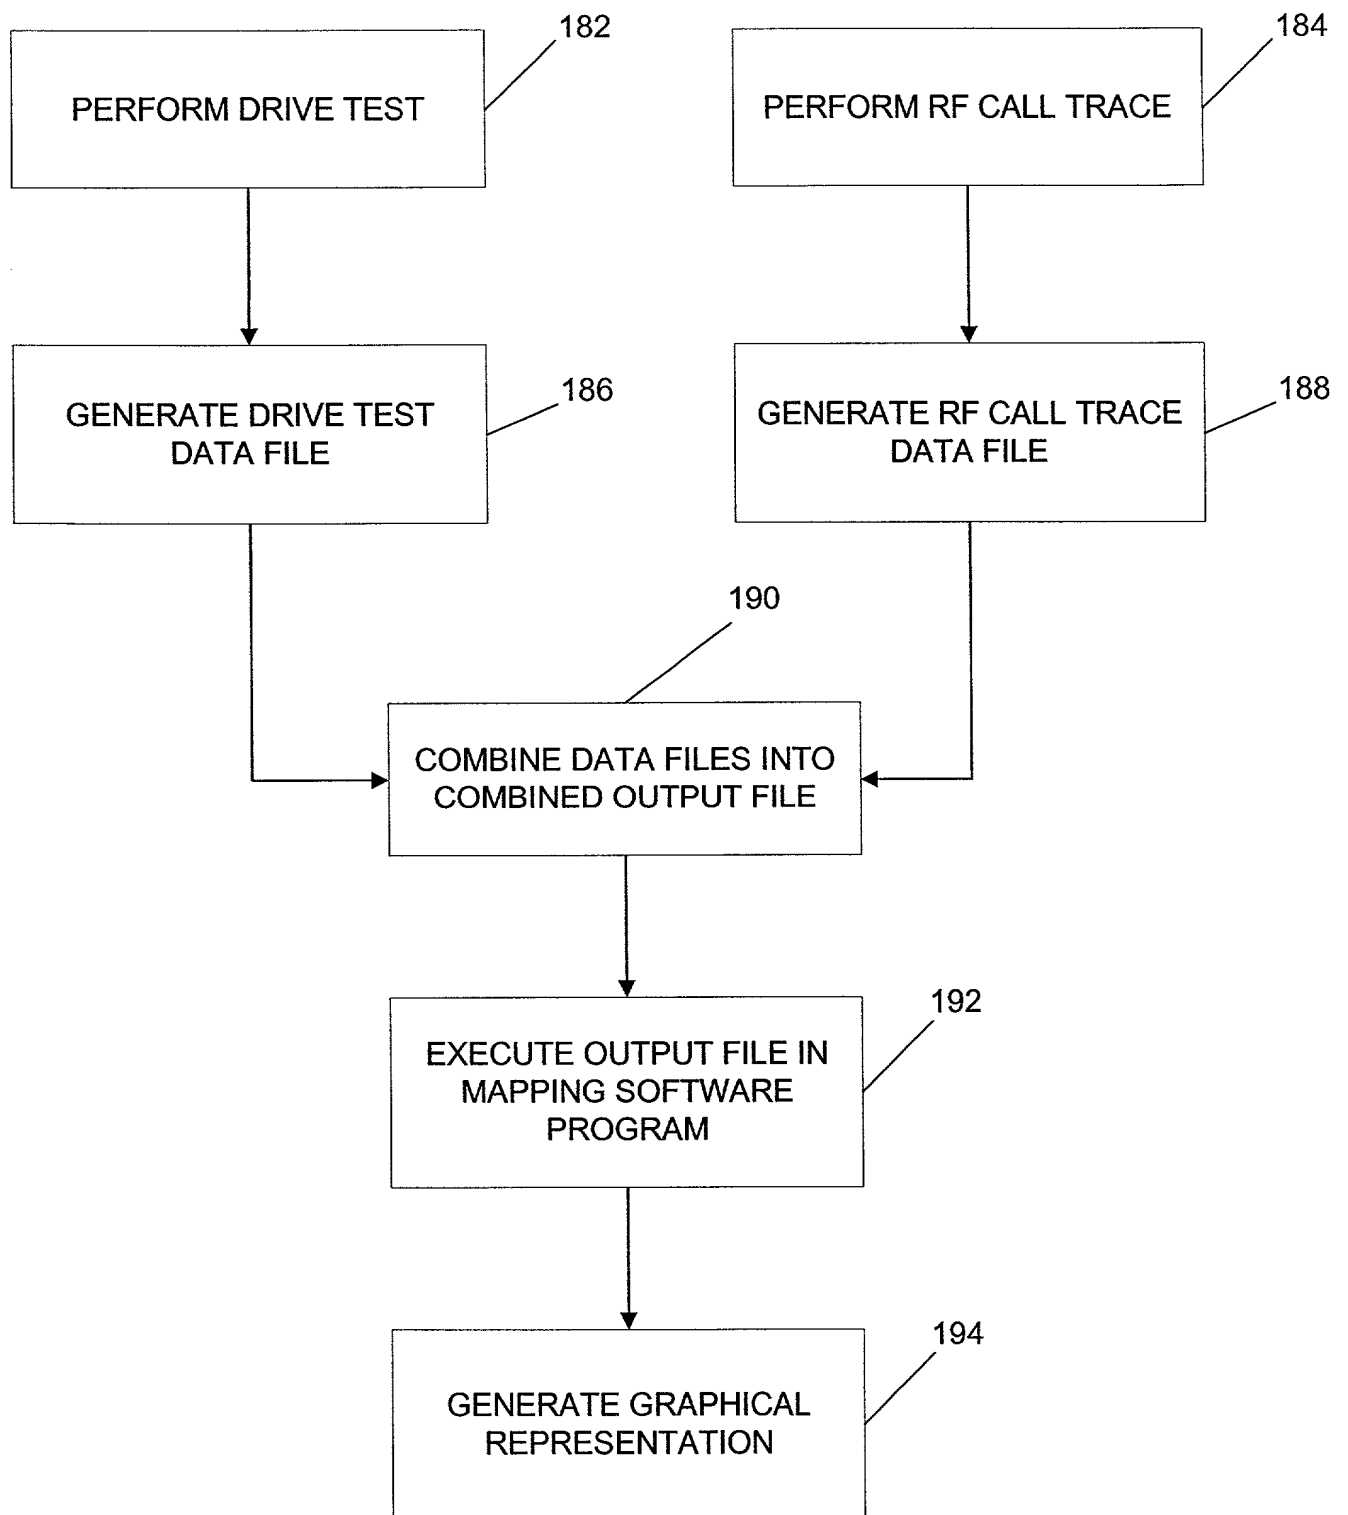 182
PERFORM DRIVE TEST
184
PERFORM RF CALL TRACE
186
GENERATE DRIVE TEST
DATA FILE
188
GENERATE RF CALL TRACE
DATA FILE
190
COMBINE DATA FILES INTO
COMBINED OUTPUT FILE
192
EXECUTE OUTPUT FILE IN
MAPPING SOFTWARE
PROGRAM
194
GENERATE GRAPHICAL
REPRESENTATION